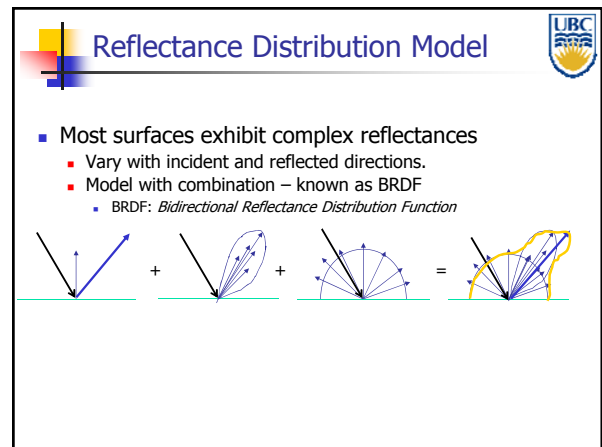 Reflectance Distribution Model
UBC
■ Most surfaces exhibit complex reflectances
■ Vary with incident and reflected directions.
■ Model with combination – known as BRDF
■ BRDF: Bidirectional Reflectance Distribution Function
+ + =